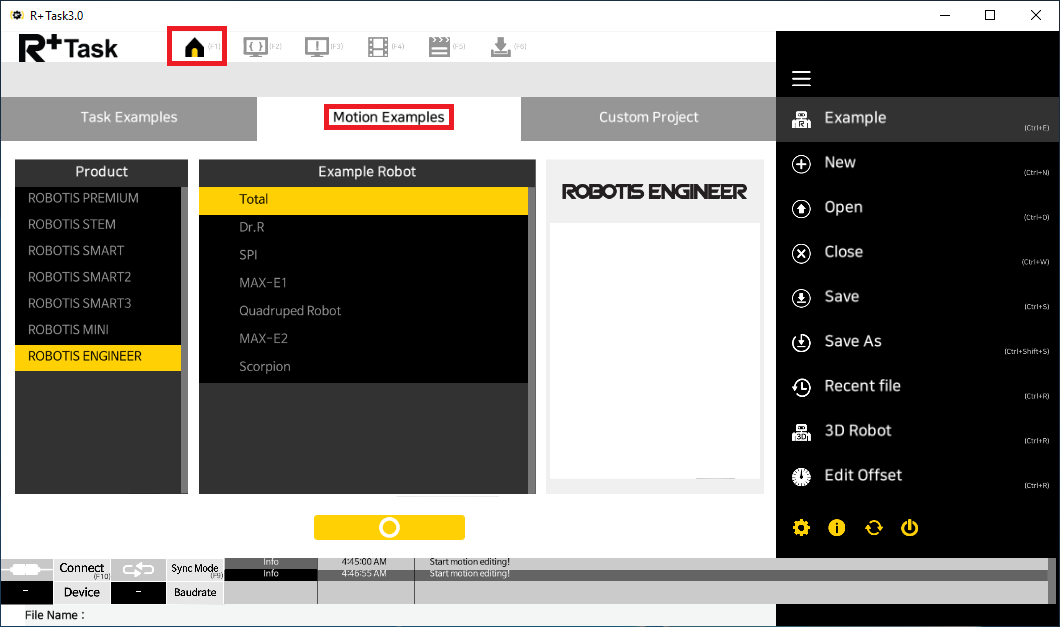 R+Task3.0
R+Task
(F1)
(F2)
(F3)
(F4)
(F5)
(F6)
Task Examples
Motion Examples
Custom Project
Product
ROBOTIS PREMIUM
ROBOTIS STEM
ROBOTIS SMART
ROBOTIS SMART2
ROBOTIS SMART3
ROBOTIS MINI
ROBOTIS ENGINEER
Example Robot
Total
Dr.R
SPI
MAX-E1
Quadruped Robot
MAX-E2
Scorpion
ROBOTIS ENGINEER
Example (Ctrl+E)
New (Ctrl+N)
Open (Ctrl+O)
Close (Ctrl+W)
Save (Ctrl+S)
Save As (Ctrl+Shift+S)
Recent file (Ctrl+R)
3D Robot (Ctrl+R)
Edit Offset (Ctrl+R)
Connect (F10)
Sync Mode (F9)
- Device - Baudrate
Info 4:45:00 AM Start motion editing!
Info 4:46:55 AM Start motion editing!
File Name :